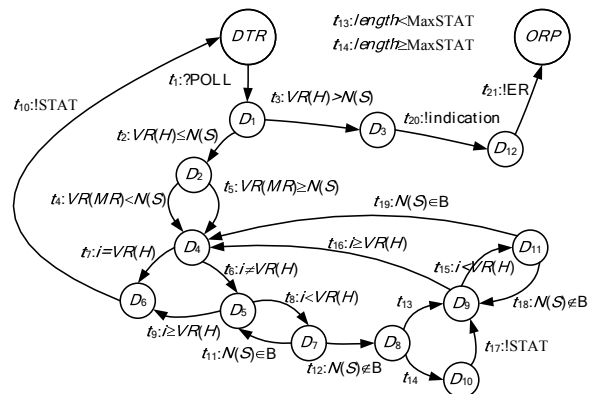 t13:length<MaxSTAT
DTR
ORP
t14:length≥MaxSTAT
t1:?POLL
t21:!ER
t10:!STAT
t3:VR(H)>N(S)
t20:!indication
D1
D3
t2:VR(H)≤N(S)
D12
D2
t4:VR(MR)<N(S)
t5:VR(MR)≥N(S)
t19:N(S)∈B
D4
t16:i≥VR(H)
D11
t7:i=VR(H)
t6:i≠VR(H)
t15:i<VR(H)
D6
t8:i<VR(H)
t13
D9
t18:N(S)∉B
D5
t9:i≥VR(H)
D7
D8
t17:!STAT
t11:N(S)∈B
t12:N(S)∉B
t14
D10